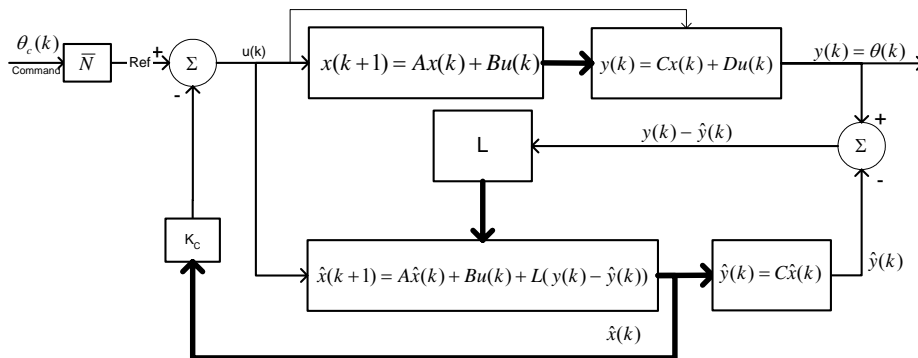 θ_c(k)
Command
N̅
Ref
+
Σ
-
u(k)
x(k+1) = Ax(k) + Bu(k)
y(k) = Cx(k) + Du(k)
y(k) = θ(k)
L
y(k) − ŷ(k)
+
Σ
-
K_C
x̂(k+1) = Ax̂(k) + Bu(k) + L(y(k) − ŷ(k))
ŷ(k) = Cx̂(k)
ŷ(k)
x̂(k)